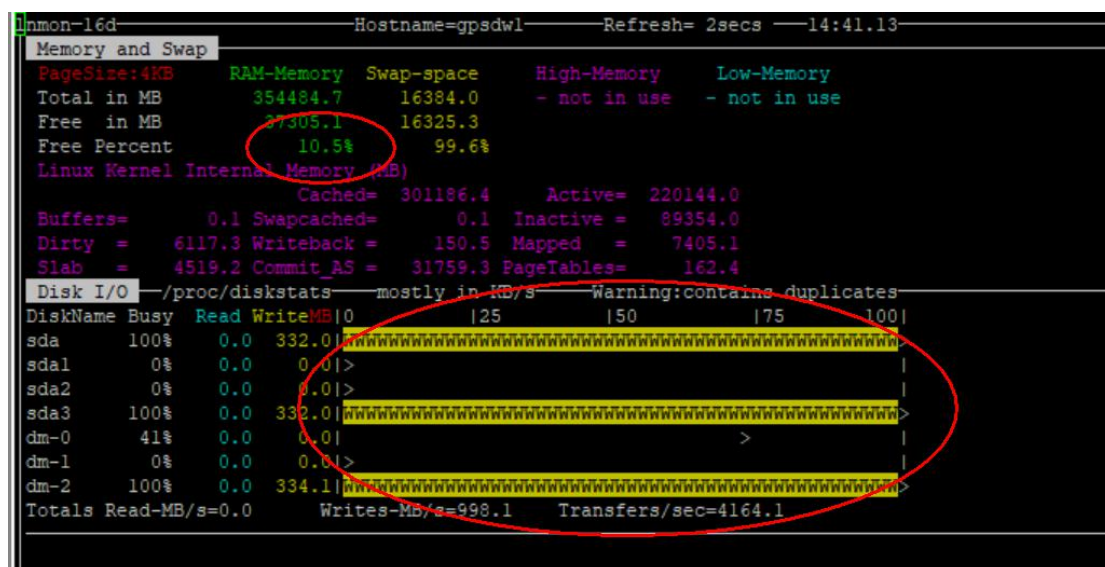 nmon-16d Hostname=gpsdw1 Refresh= 2secs 14:41.13
Memory and Swap
PageSize:4KB RAM-Memory Swap-space High-Memory Low-Memory
Total in MB 354484.7 16384.0 - not in use - not in use
Free in MB 37305.1 16325.3
Free Percent 10.5% 99.6%
Linux Kernel Internal Memory (MB)
Cached= 301186.4 Active= 220144.0
Buffers= 0.1 Swapcached= 0.1 Inactive = 89354.0
Dirty = 6117.3 Writeback = 150.5 Mapped = 7405.1
Slab = 4519.2 Commit_AS = 31759.3 PageTables= 162.4
Disk I/O /proc/diskstats mostly in KB/s Warning:contains duplicates
DiskName Busy Read WriteMB|0 |25 |50 |75 100|
sda 100% 0.0 332.0|WWWWWWWWWWWWWWWWWWWWWWWWWWWWWWWWWWWWWWWWWWWWWWWWWW>
sda1 0% 0.0 0.0|> |
sda2 0% 0.0 0.0|> |
sda3 100% 0.0 332.0|WWWWWWWWWWWWWWWWWWWWWWWWWWWWWWWWWWWWWWWWWWWWWWWWWW>
dm-0 41% 0.0 0.0| > |
dm-1 0% 0.0 0.0|> |
dm-2 100% 0.0 334.1|WWWWWWWWWWWWWWWWWWWWWWWWWWWWWWWWWWWWWWWWWWWWWWWWWW>
Totals Read-MB/s=0.0 Writes-MB/s=998.1 Transfers/sec=4164.1